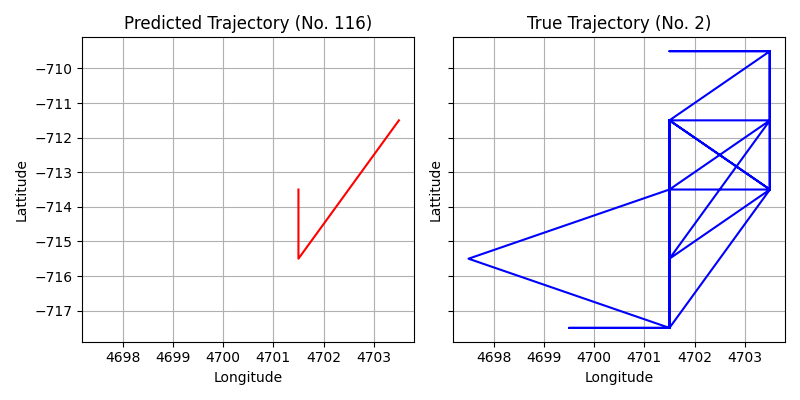 Predicted Trajectory (No. 116)
True Trajectory (No. 2)
Lattitude
−710
−711
−712
−713
−714
−715
−716
−717
4698 4699 4700 4701 4702 4703
Longitude
Lattitude
4698 4699 4700 4701 4702 4703
Longitude